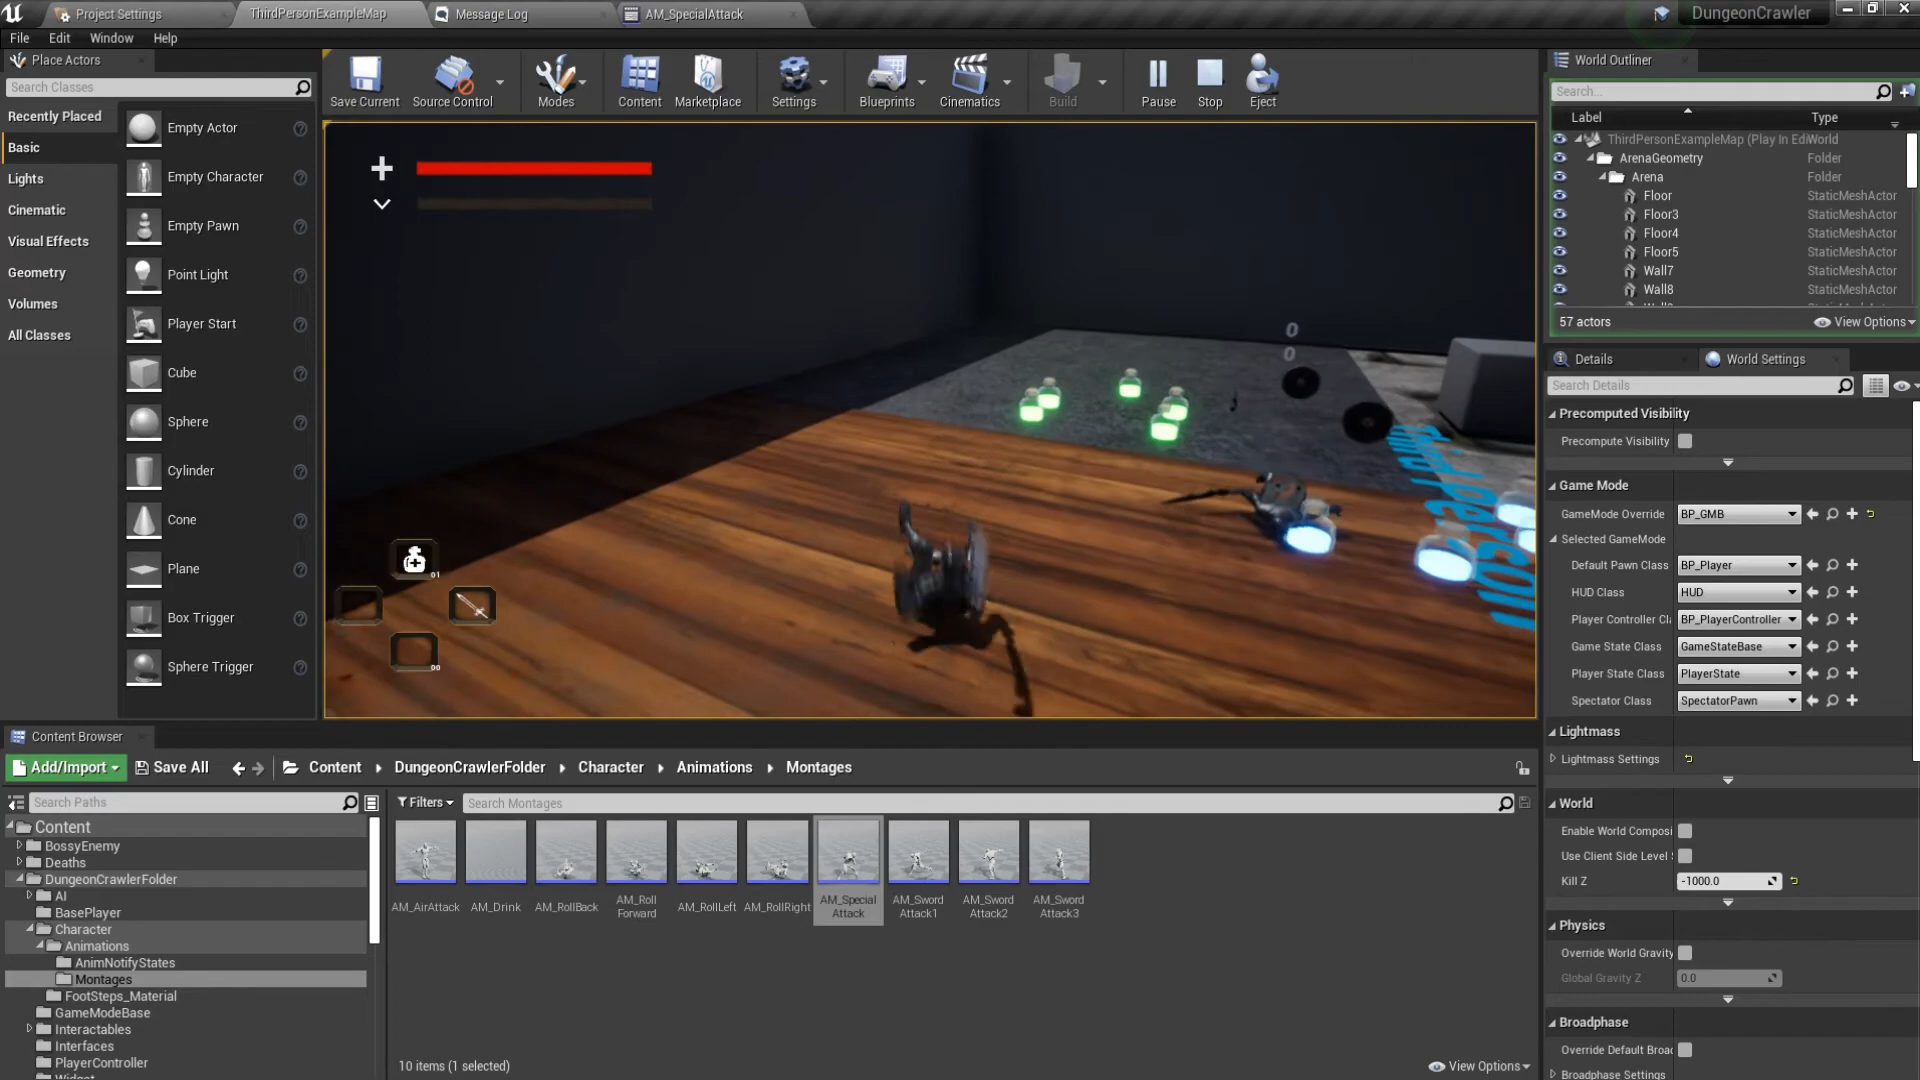 Project Settings
ThirdPersonExampleMap
Message Log
AM_SpecialAttack
DungeonCrawler
File
Edit
Window
Help
Place Actors
Search Classes
Recently Placed
Basic
Lights
Cinematic
Visual Effects
Geometry
Volumes
All Classes
Empty Actor
Empty Character
Empty Pawn
Point Light
Player Start
Cube
Sphere
Cylinder
Cone
Plane
Box Trigger
Sphere Trigger
Save Current
Source Control
Modes
Content
Marketplace
Settings
Blueprints
Cinematics
Build
Pause
Stop
Eject
0
0
01
00
World Outliner
Search...
Label
Type
ThirdPersonExampleMap (Play In Edi
World
ArenaGeometry
Folder
Arena
Folder
Floor
StaticMeshActor
Floor3
StaticMeshActor
Floor4
StaticMeshActor
Floor5
StaticMeshActor
Wall7
StaticMeshActor
Wall8
StaticMeshActor
57 actors
View Options
Details
World Settings
Search Details
Precomputed Visibility
Precompute Visibility
Game Mode
GameMode Override
BP_GMB
Selected GameMode
Default Pawn Class
BP_Player
HUD Class
HUD
Player Controller Cl
BP_PlayerController
Game State Class
GameStateBase
Player State Class
PlayerState
Spectator Class
SpectatorPawn
Lightmass
Lightmass Settings
World
Enable World Composi
Use Client Side Level
Kill Z
-1000.0
Physics
Override World Gravity
Global Gravity Z
0.0
Broadphase
Override Default Broad
Broadphase Settings
Content Browser
Add/Import
Save All
Content
DungeonCrawlerFolder
Character
Animations
Montages
Search Paths
Filters
Search Montages
Content
BossyEnemy
Deaths
DungeonCrawlerFolder
AI
BasePlayer
Character
Animations
AnimNotifyStates
Montages
FootSteps_Material
GameModeBase
Interactables
Interfaces
PlayerController
AM_AirAttack
AM_Drink
AM_RollBack
AM_Roll
Forward
AM_RollLeft
AM_RollRight
AM_Special
Attack
AM_Sword
Attack1
AM_Sword
Attack2
AM_Sword
Attack3
10 items (1 selected)
View Options